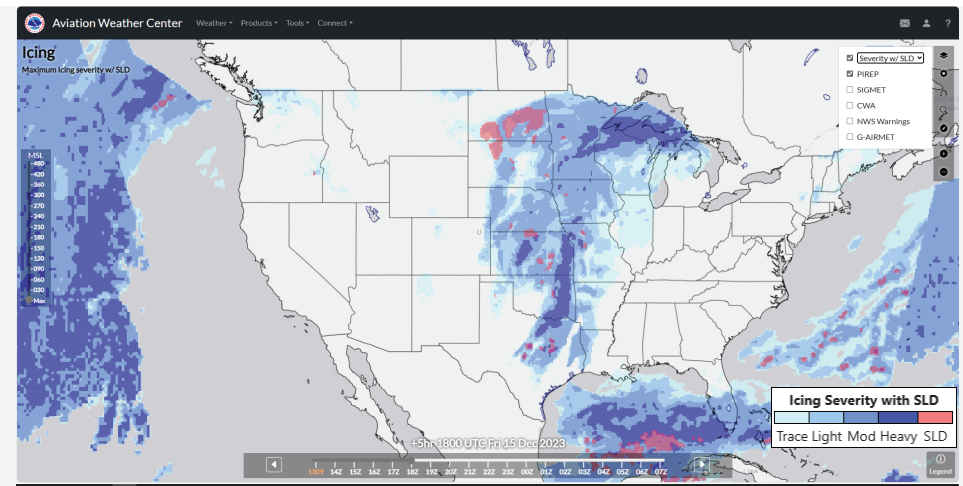 Aviation Weather Center Weather Products Tools Connect ?
Icing
Maximum Icing severity w/ SLD
Severity w/ SLD
PIREP
SIGMET
CWA
NWS Warnings
G-AIRMET
MSL
480
420
360
300
270
240
210
180
150
120
090
060
030
Max
U
Icing Severity with SLD
Trace Light Mod Heavy SLD
+5hr 1800 UTC Fri 15 Dec 2023
1309 14Z 15Z 16Z 17Z 18Z 19Z 20Z 21Z 22Z 23Z 00Z 01Z 02Z 03Z 04Z 05Z 06Z 07Z
Legend